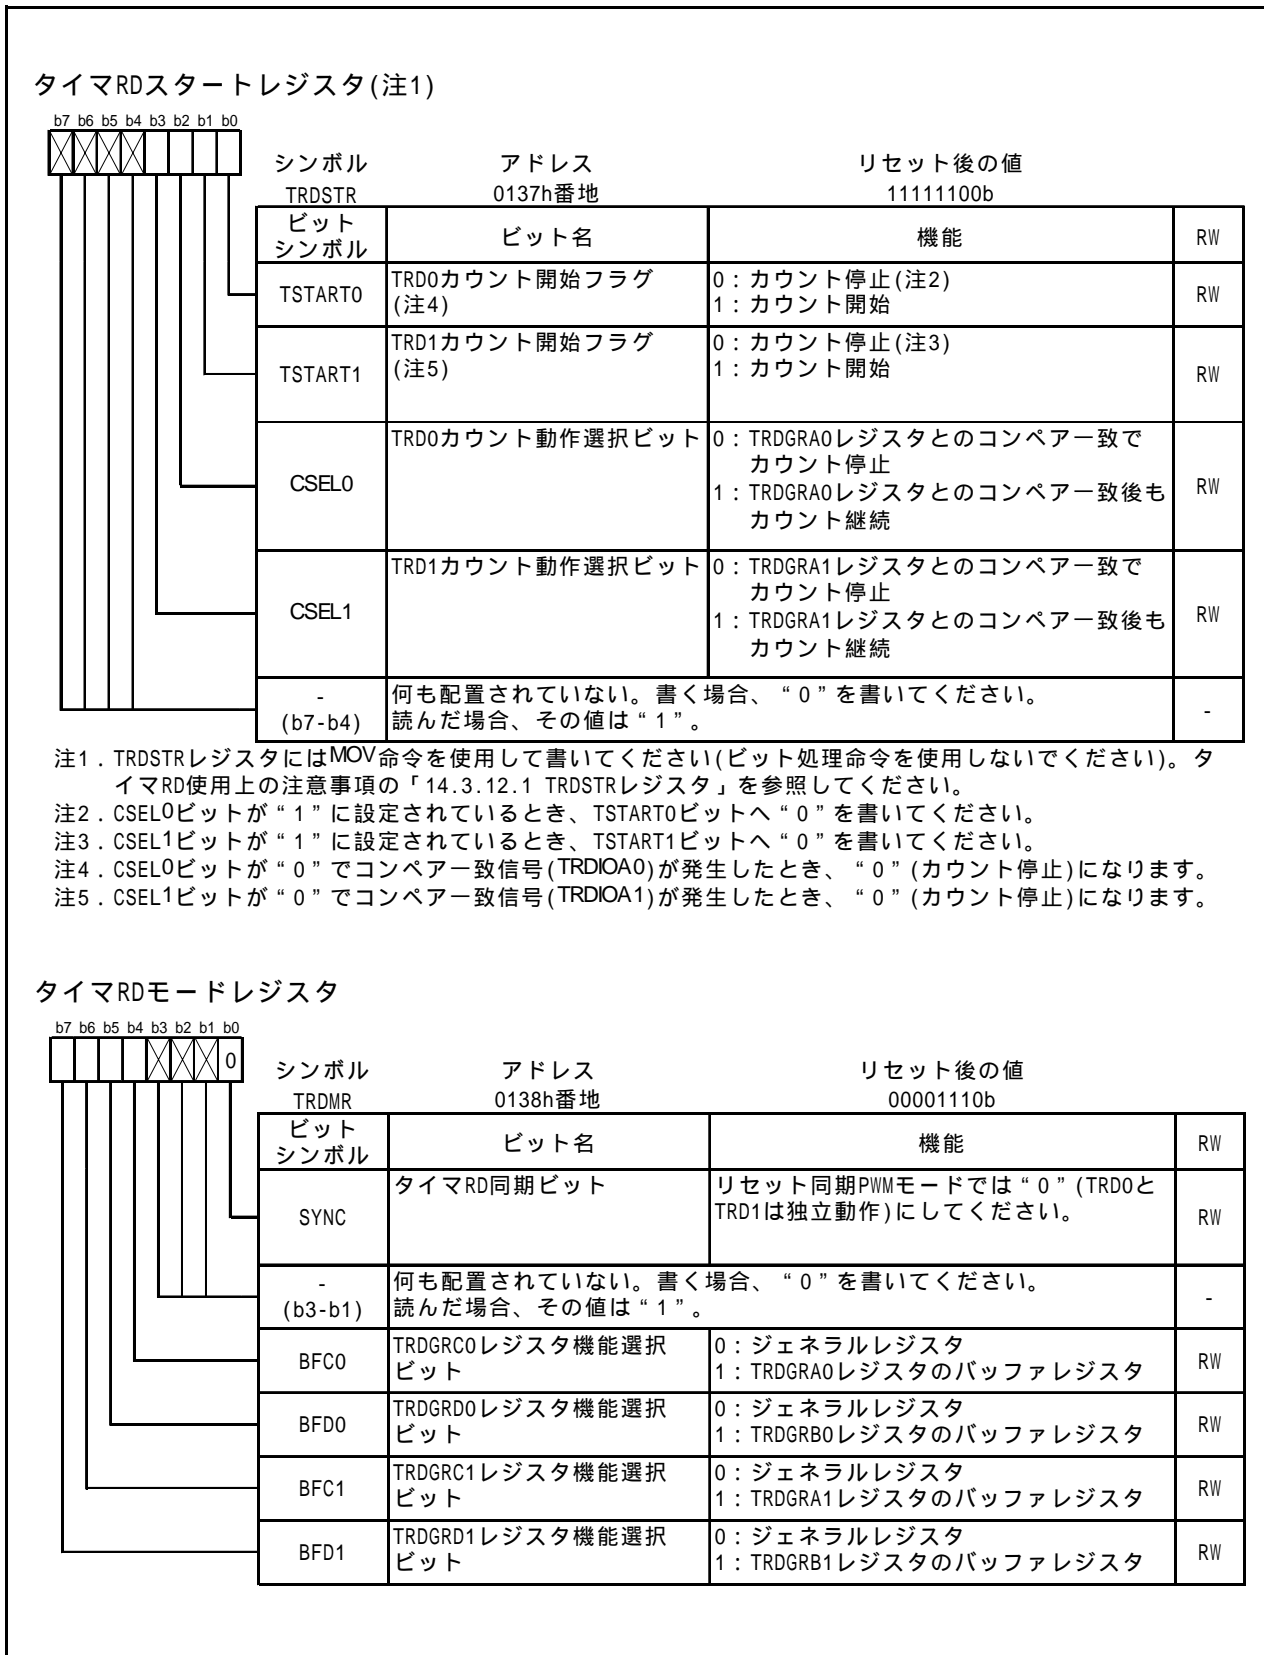 タイマRDスタートレジスタ(注1)
b7 b6 b5 b4 b3 b2 b1 b0
シンボル アドレス リセット後の値
TRDSTR 0137h番地 11111100b
ビット
シンボル ビット名 機能 RW
TSTART0 TRD0カウント開始フラグ
(注4) 0：カウント停止(注2)
1：カウント開始 RW
TSTART1 TRD1カウント開始フラグ
(注5) 0：カウント停止(注3)
1：カウント開始 RW
CSEL0 TRD0カウント動作選択ビット 0：TRDGRA0レジスタとのコンペア一致で
カウント停止
1：TRDGRA0レジスタとのコンペア一致後も
カウント継続 RW
CSEL1 TRD1カウント動作選択ビット 0：TRDGRA1レジスタとのコンペア一致で
カウント停止
1：TRDGRA1レジスタとのコンペア一致後も
カウント継続 RW
-
(b7-b4) 何も配置されていない。書く場合、“0”を書いてください。
読んだ場合、その値は“1”。 -
注1．TRDSTRレジスタにはMOV命令を使用して書いてください(ビット処理命令を使用しないでください)。タ
イマRD使用上の注意事項の「14.3.12.1 TRDSTRレジスタ」を参照してください。
注2．CSEL0ビットが“1”に設定されているとき、TSTART0ビットへ“0”を書いてください。
注3．CSEL1ビットが“1”に設定されているとき、TSTART1ビットへ“0”を書いてください。
注4．CSEL0ビットが“0”でコンペア一致信号(TRDIOA0)が発生したとき、“0”(カウント停止)になります。
注5．CSEL1ビットが“0”でコンペア一致信号(TRDIOA1)が発生したとき、“0”(カウント停止)になります。
タイマRDモードレジスタ
b7 b6 b5 b4 b3 b2 b1 b0
0
シンボル アドレス リセット後の値
TRDMR 0138h番地 00001110b
ビット
シンボル ビット名 機能 RW
SYNC タイマRD同期ビット リセット同期PWMモードでは“0”(TRD0と
TRD1は独立動作)にしてください。 RW
-
(b3-b1) 何も配置されていない。書く場合、“0”を書いてください。
読んだ場合、その値は“1”。 -
BFC0 TRDGRC0レジスタ機能選択
ビット 0：ジェネラルレジスタ
1：TRDGRA0レジスタのバッファレジスタ RW
BFD0 TRDGRD0レジスタ機能選択
ビット 0：ジェネラルレジスタ
1：TRDGRB0レジスタのバッファレジスタ RW
BFC1 TRDGRC1レジスタ機能選択
ビット 0：ジェネラルレジスタ
1：TRDGRA1レジスタのバッファレジスタ RW
BFD1 TRDGRD1レジスタ機能選択
ビット 0：ジェネラルレジスタ
1：TRDGRB1レジスタのバッファレジスタ RW